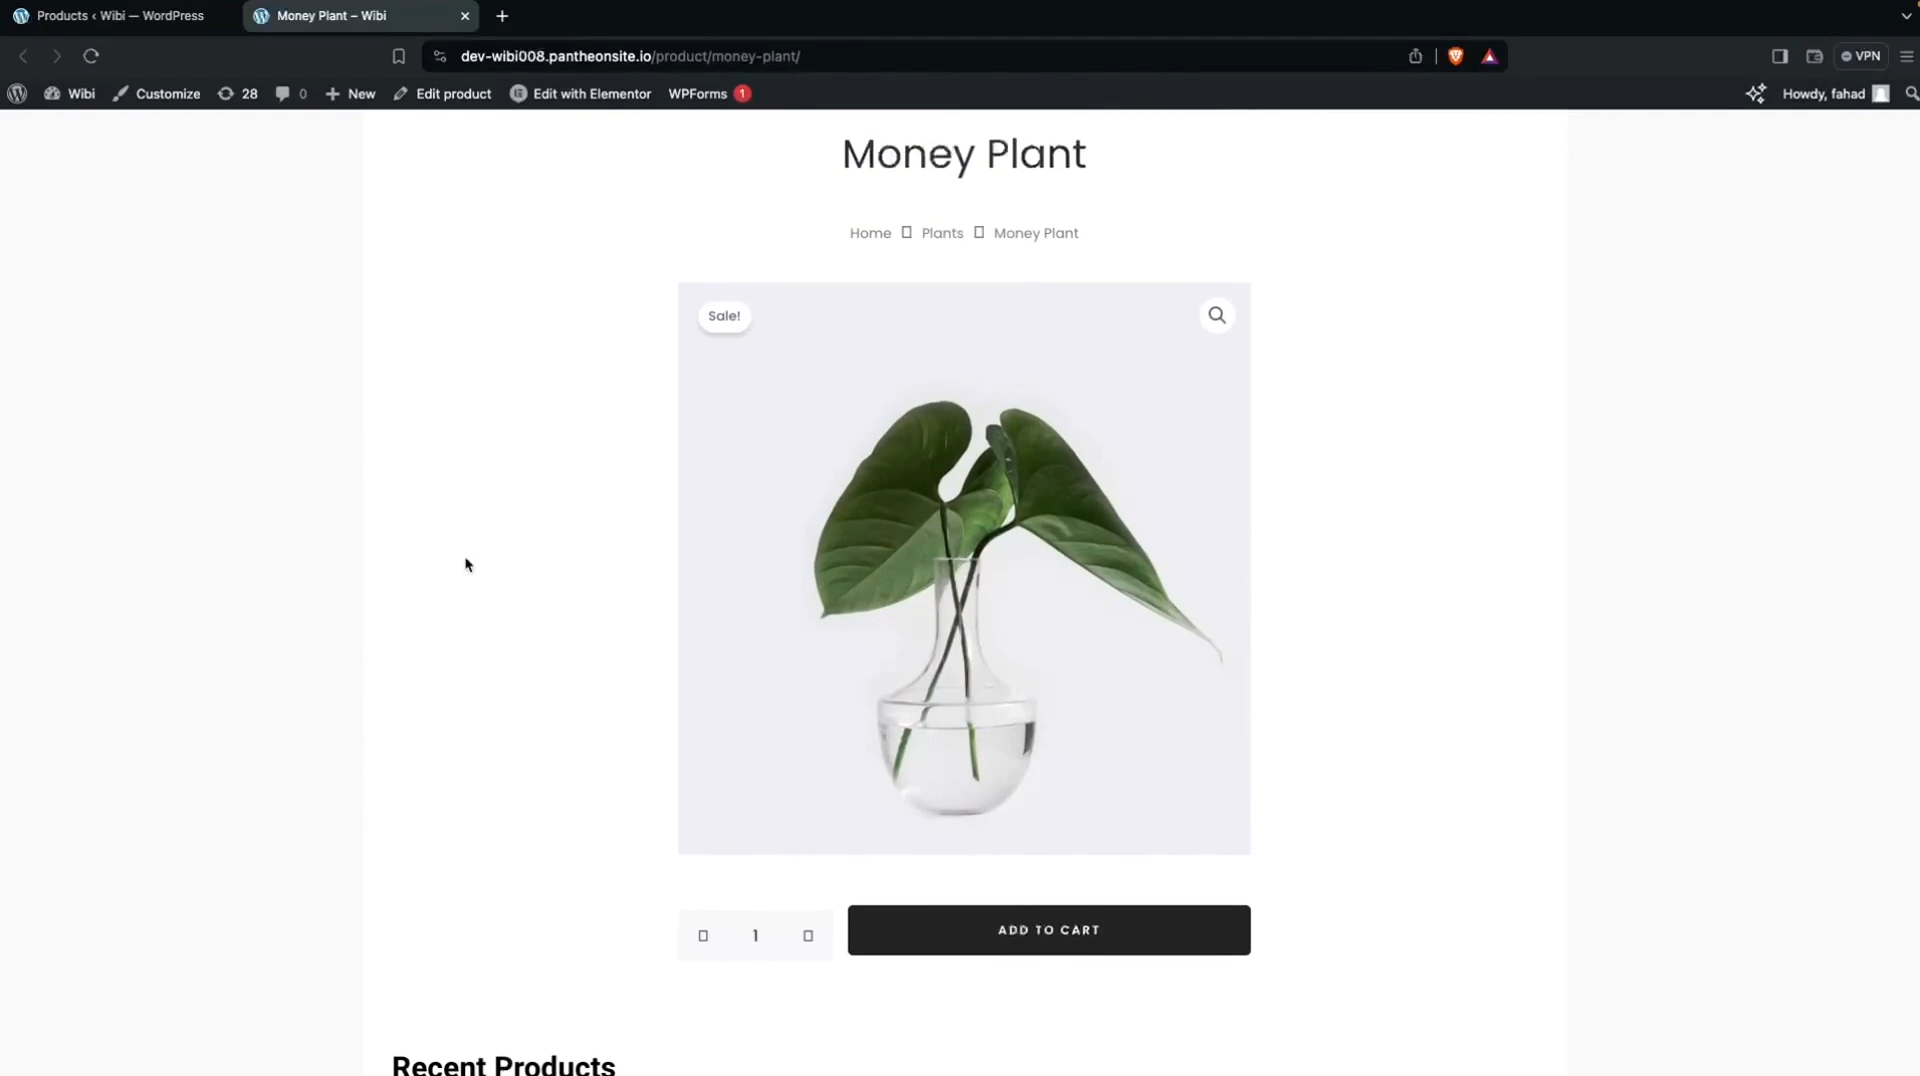 Products ‹ Wibi — WordPress
Money Plant – Wibi
dev-wibi008.pantheonsite.io/product/money-plant/
VPN
Wibi
Customize
28
0
New
Edit product
Edit with Elementor
WPForms
1
Howdy, fahad
Money Plant
Home
Plants
Money Plant
Sale!
1
ADD TO CART
Recent Products